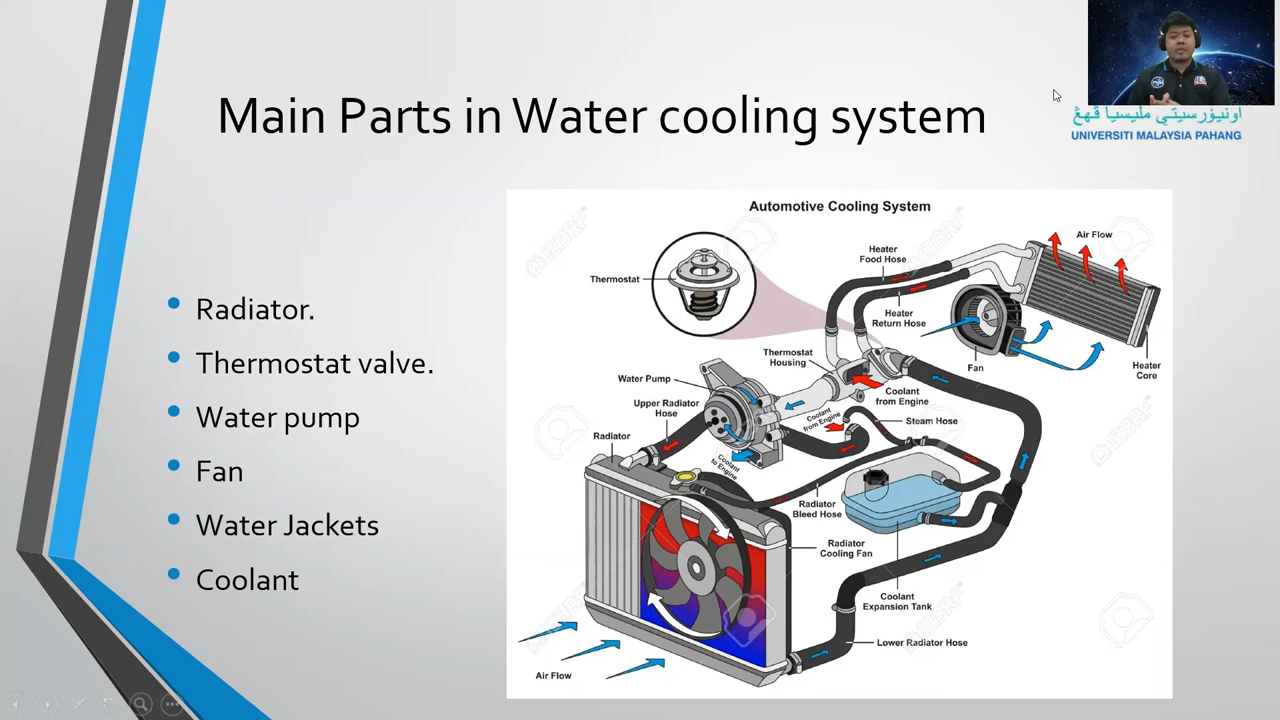 Main Parts in Water cooling system
اونيۏرسيتي مليسيا ڤهڠ
UNIVERSITI MALAYSIA PAHANG
Radiator.
Thermostat valve.
Water pump
Fan
Water Jackets
Coolant
Automotive Cooling System
Thermostat
Heater
Food Hose
Air Flow
Heater
Return Hose
Thermostat
Housing
Fan
Heater
Core
Water Pump
Coolant
from Engine
Upper Radiator
Hose
Coolant
from Engine
Steam Hose
Radiator
Coolant
to Engine
Radiator
Bleed Hose
Radiator
Cooling Fan
Coolant
Expansion Tank
Lower Radiator Hose
Air Flow
123RF